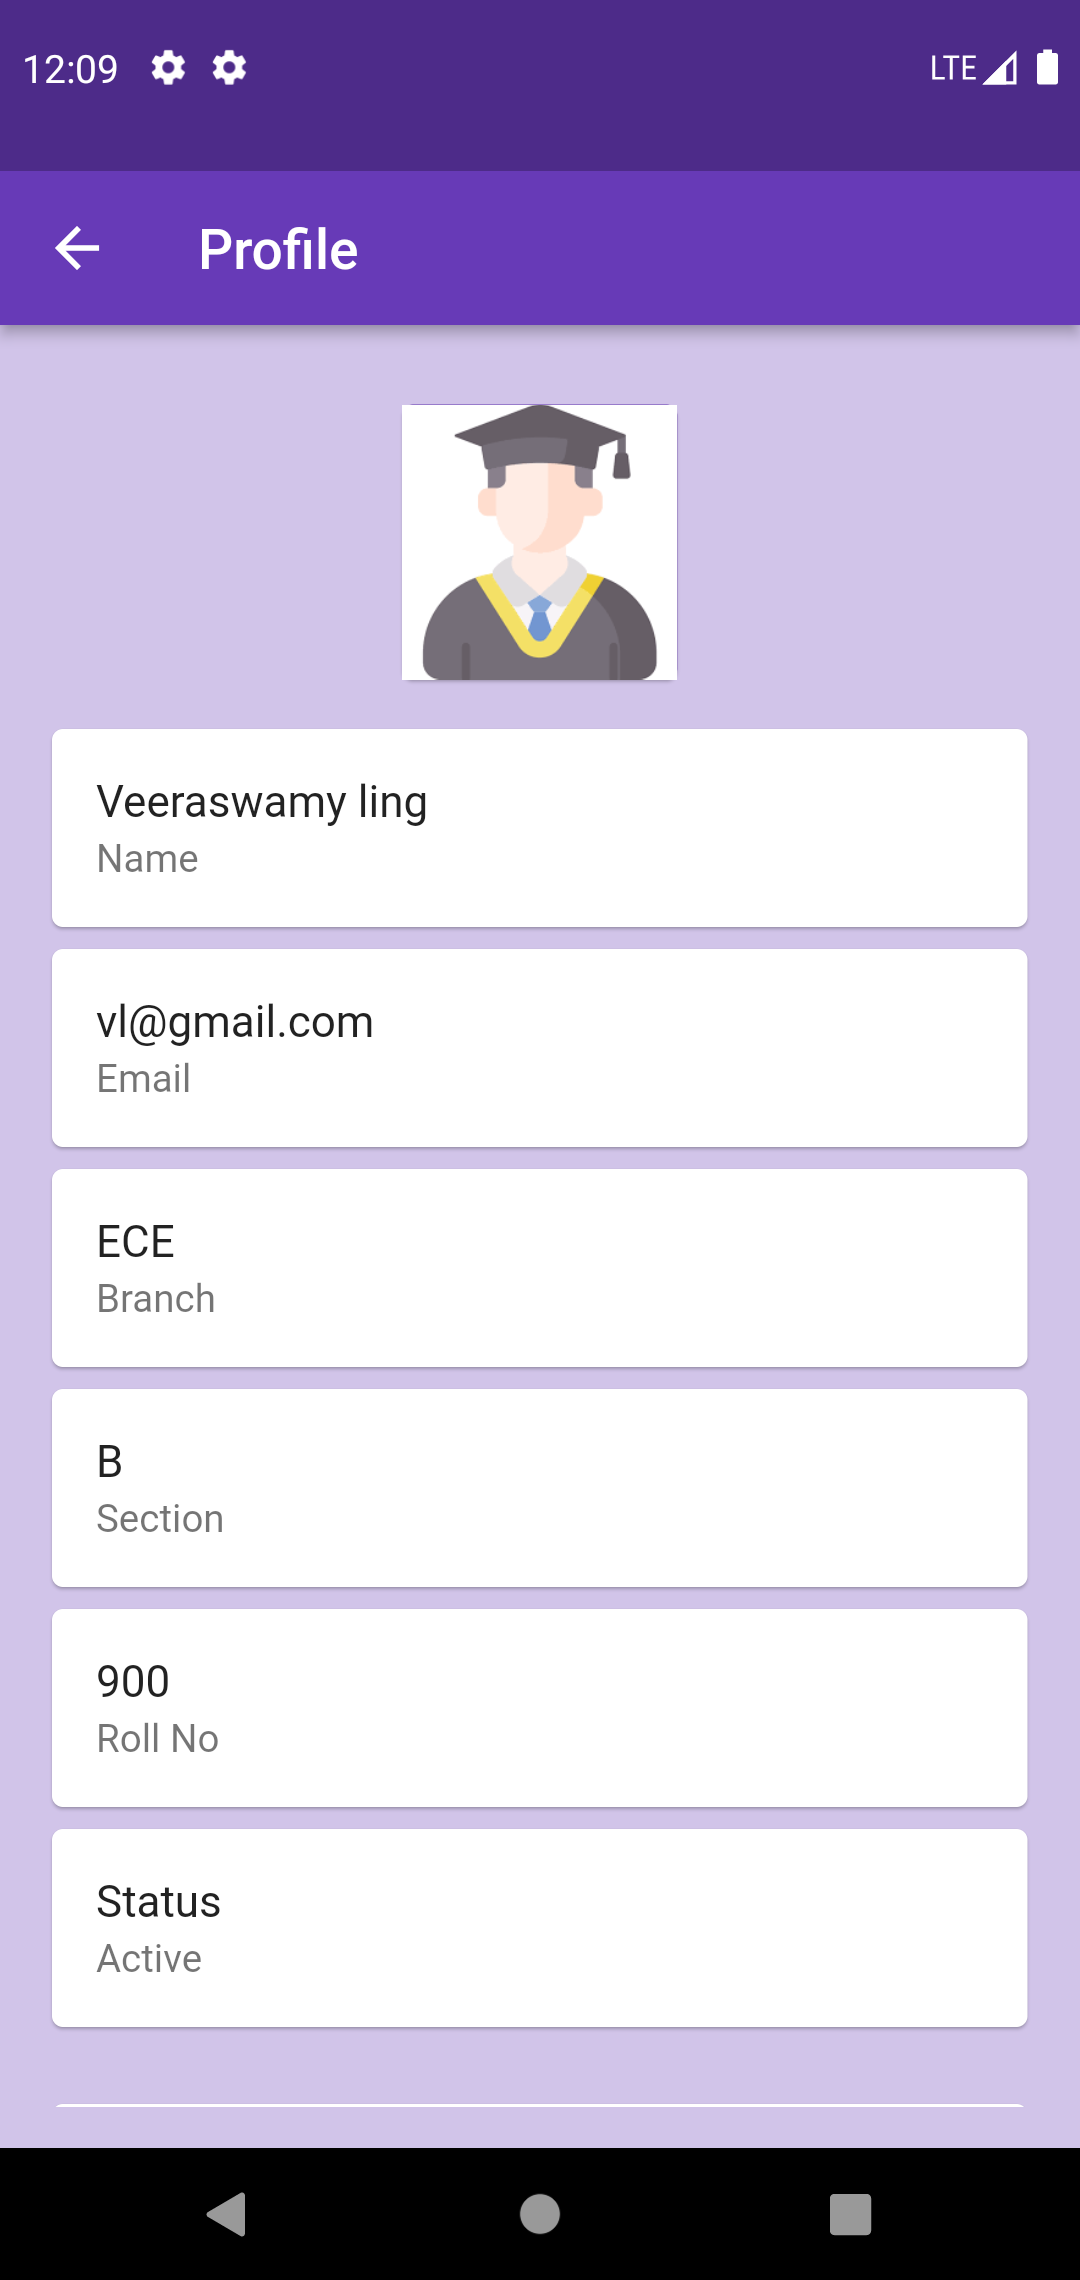 12:09
LTE
Profile
Veeraswamy ling
Name
vl@gmail.com
Email
ECE
Branch
B
Section
900
Roll No
Status
Active